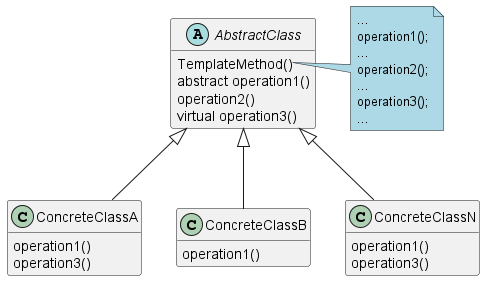 A AbstractClass
TemplateMethod()
abstract operation1()
operation2()
virtual operation3()
...
operation1();
...
operation2();
...
operation3();
...
C ConcreteClassA
operation1()
operation3()
C ConcreteClassB
operation1()
C ConcreteClassN
operation1()
operation3()